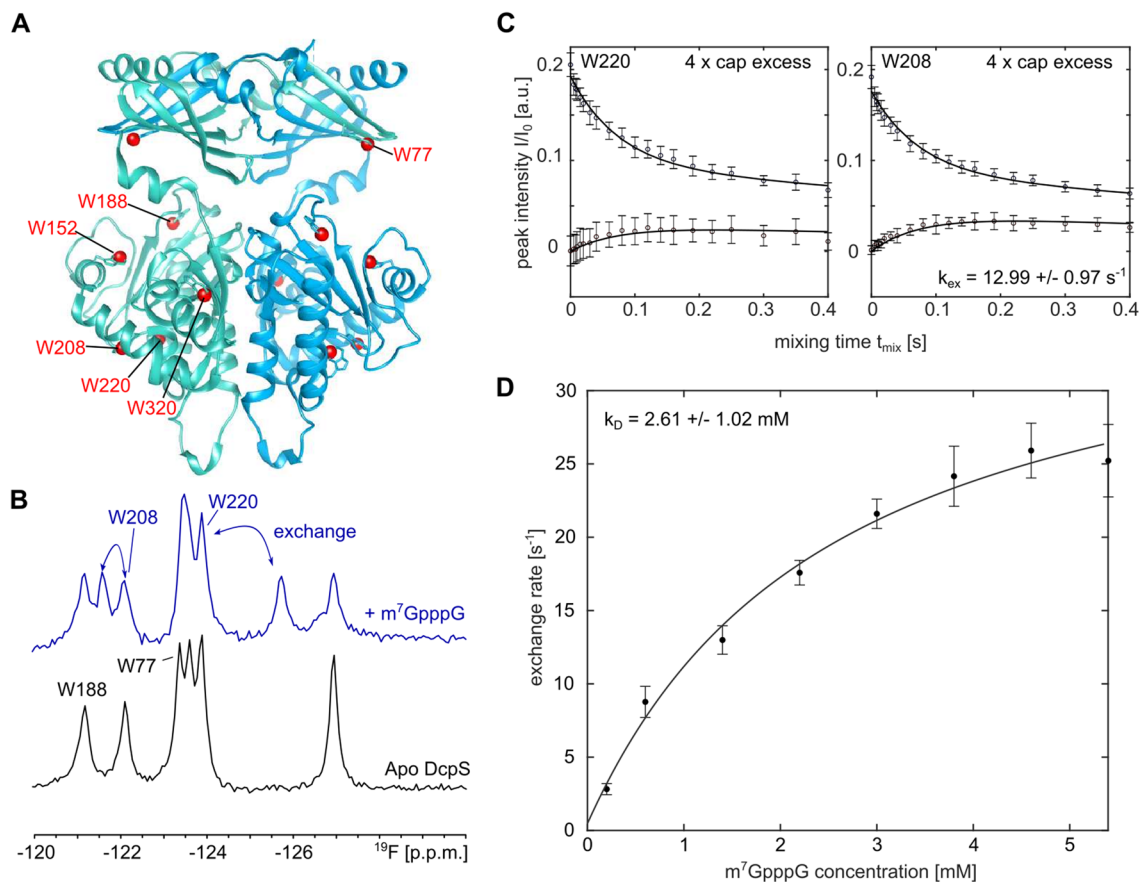 A
W77
W188
W152
W208
W220
W320
B
W208
W220
exchange
+ m⁷GpppG
W77
W188
Apo DcpS
-120 -122 -124 -126 ¹⁹F [p.p.m.]
C
peak intensity I/I₀ [a.u.]
0.2
0.1
0
W220 4 x cap excess
0 0.1 0.2 0.3 0.4
0.2
0.1
0
W208 4 x cap excess
kₑₓ = 12.99 +/- 0.97 s⁻¹
0 0.1 0.2 0.3 0.4
mixing time tₘᵢₓ [s]
D
exchange rate [s⁻¹]
30
25
20
15
10
5
0
k_D = 2.61 +/- 1.02 mM
0 1 2 3 4 5
m⁷GpppG concentration [mM]